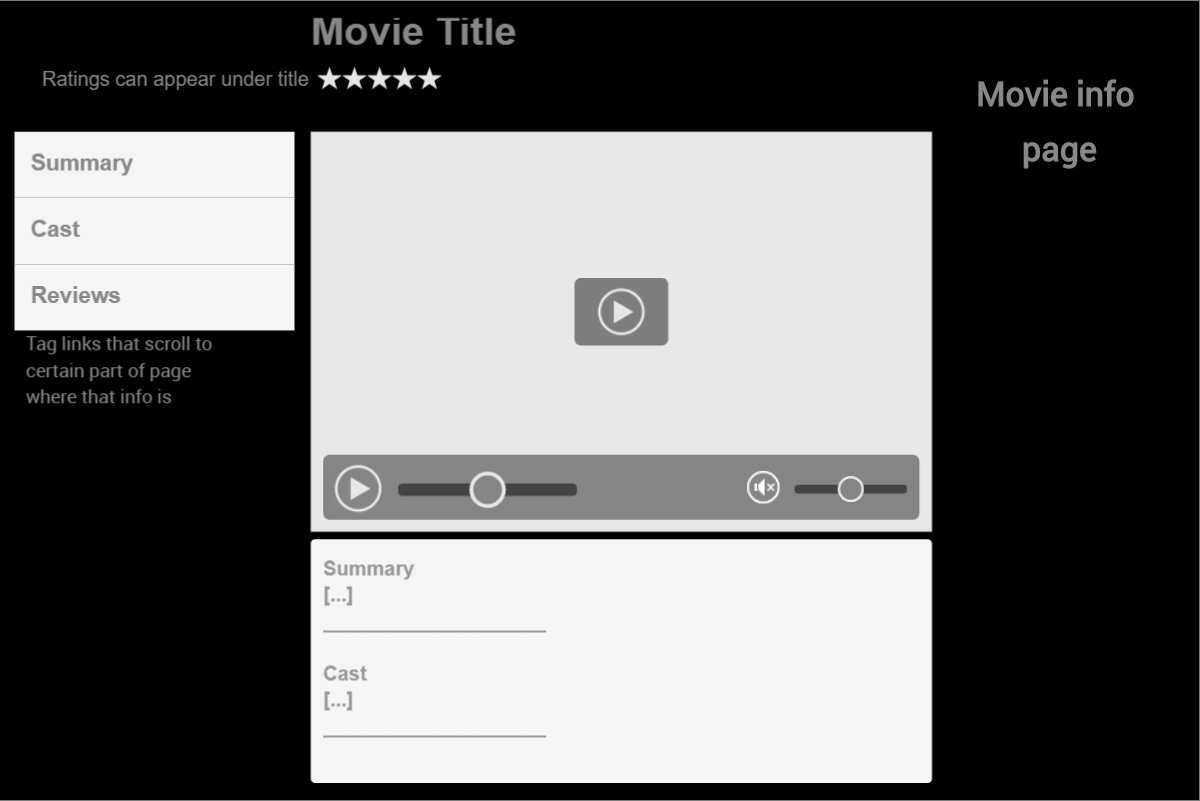 Movie Title
Ratings can appear under title
Movie info
page
Summary
Cast
Reviews
Tag links that scroll to
certain part of page
where that info is
Summary
[...]
Cast
[...]